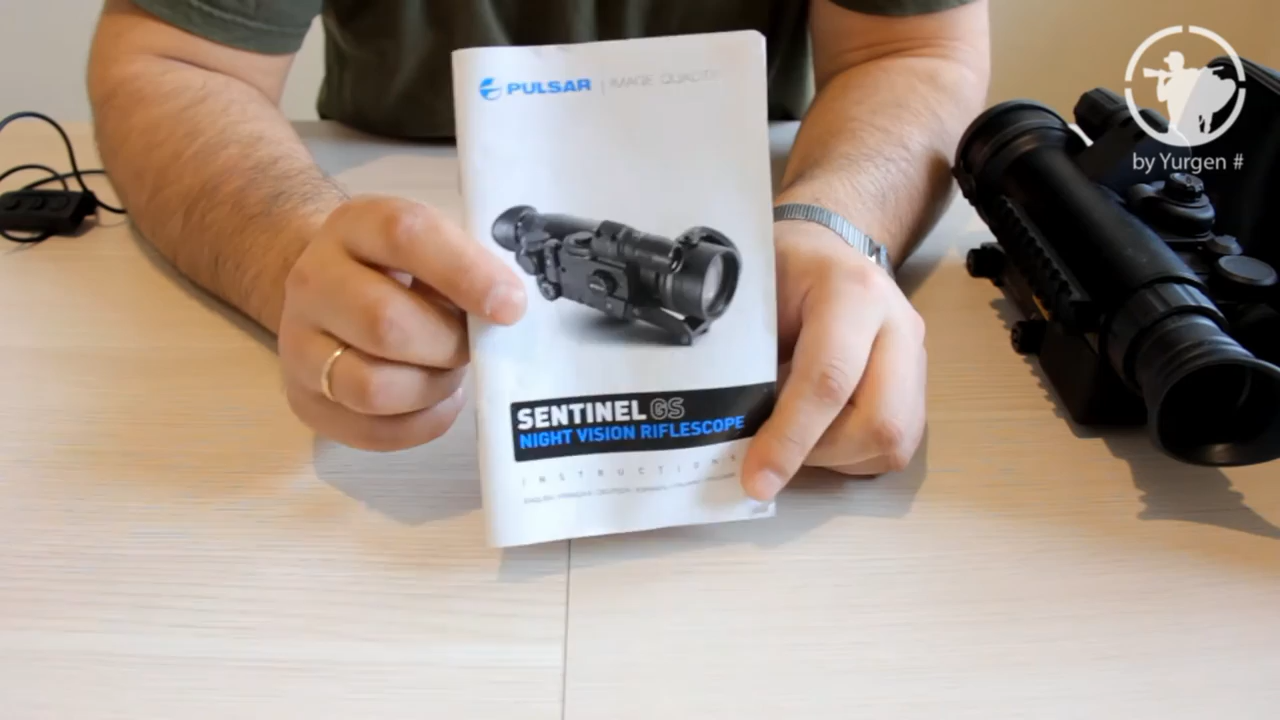 PULSAR | IMAGE QUALITY
by Yurgen #
SENTINEL GS
NIGHT VISION RIFLESCOPE
INSTRUCTIONS